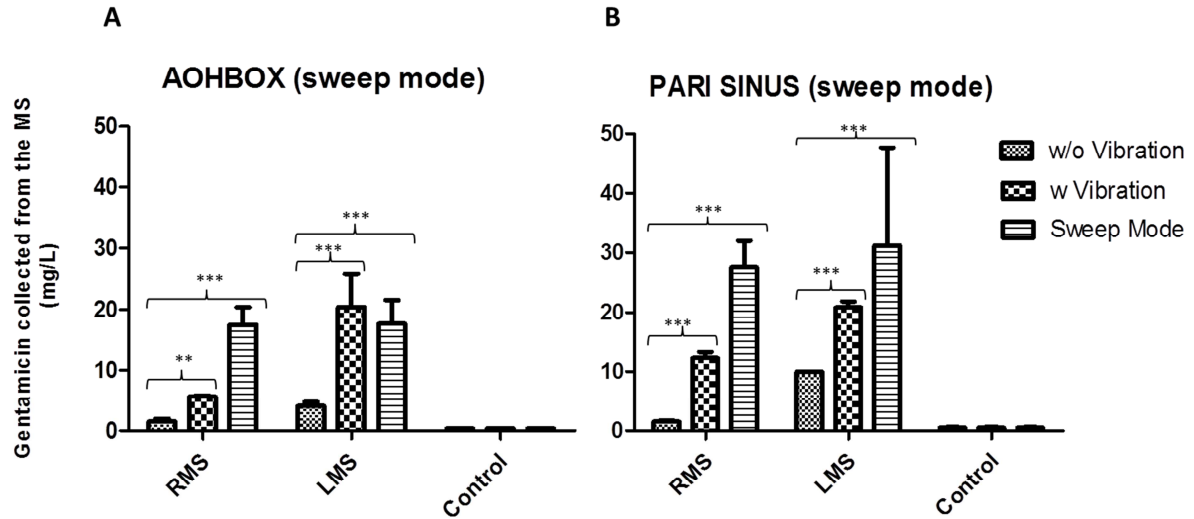 A
B
AOHBOX (sweep mode)
PARI SINUS (sweep mode)
Gentamicin collected from the MS
(mg/L)
50
40
30
20
10
0
***
**
***
***
RMS
LMS
Control
50
40
30
20
10
0
***
***
***
***
RMS
LMS
Control
w/o Vibration
w Vibration
Sweep Mode